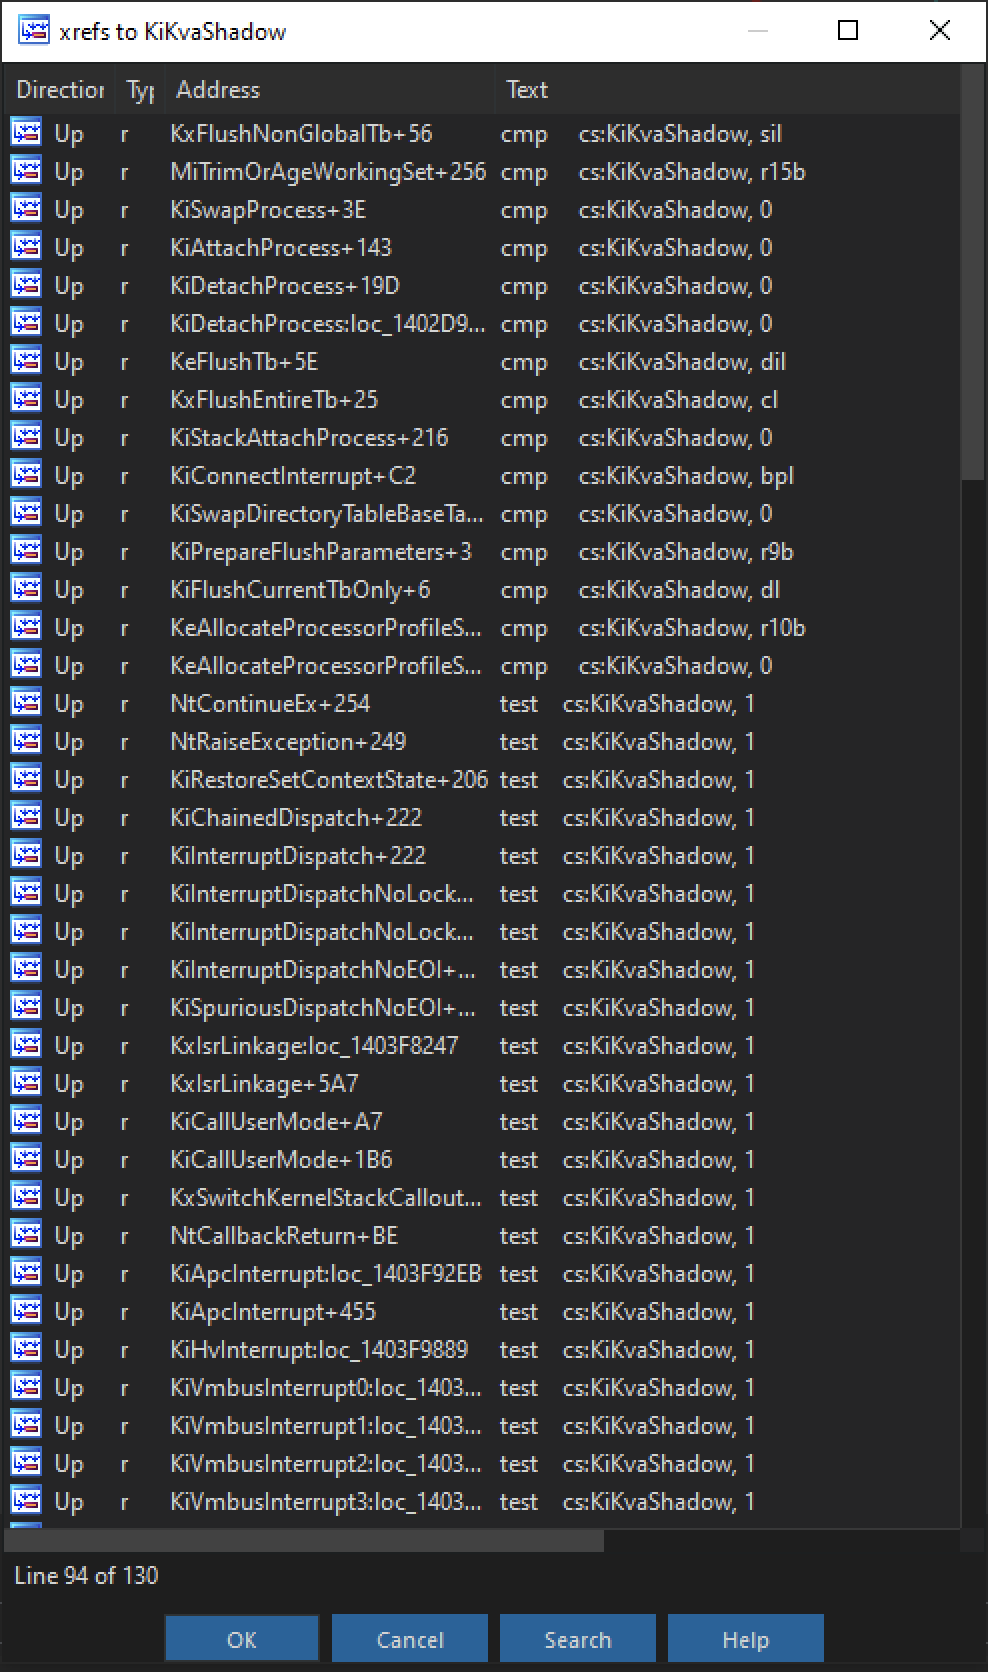 xrefs to KiKvaShadow
Direction Typ Address Text
Up r KxFlushNonGlobalTb+56 cmp cs:KiKvaShadow, sil
Up r MiTrimOrAgeWorkingSet+256 cmp cs:KiKvaShadow, r15b
Up r KiSwapProcess+3E cmp cs:KiKvaShadow, 0
Up r KiAttachProcess+143 cmp cs:KiKvaShadow, 0
Up r KiDetachProcess+19D cmp cs:KiKvaShadow, 0
Up r KiDetachProcess:loc_1402D9... cmp cs:KiKvaShadow, 0
Up r KeFlushTb+5E cmp cs:KiKvaShadow, dil
Up r KxFlushEntireTb+25 cmp cs:KiKvaShadow, cl
Up r KiStackAttachProcess+216 cmp cs:KiKvaShadow, 0
Up r KiConnectInterrupt+C2 cmp cs:KiKvaShadow, bpl
Up r KiSwapDirectoryTableBaseTa... cmp cs:KiKvaShadow, 0
Up r KiPrepareFlushParameters+3 cmp cs:KiKvaShadow, r9b
Up r KiFlushCurrentTbOnly+6 cmp cs:KiKvaShadow, dl
Up r KeAllocateProcessorProfileS... cmp cs:KiKvaShadow, r10b
Up r KeAllocateProcessorProfileS... cmp cs:KiKvaShadow, 0
Up r NtContinueEx+254 test cs:KiKvaShadow, 1
Up r NtRaiseException+249 test cs:KiKvaShadow, 1
Up r KiRestoreSetContextState+206 test cs:KiKvaShadow, 1
Up r KiChainedDispatch+222 test cs:KiKvaShadow, 1
Up r KiInterruptDispatch+222 test cs:KiKvaShadow, 1
Up r KiInterruptDispatchNoLock... test cs:KiKvaShadow, 1
Up r KiInterruptDispatchNoLock... test cs:KiKvaShadow, 1
Up r KiInterruptDispatchNoEOI+... test cs:KiKvaShadow, 1
Up r KiSpuriousDispatchNoEOI+... test cs:KiKvaShadow, 1
Up r KxIsrLinkage:loc_1403F8247 test cs:KiKvaShadow, 1
Up r KxIsrLinkage+5A7 test cs:KiKvaShadow, 1
Up r KiCallUserMode+A7 test cs:KiKvaShadow, 1
Up r KiCallUserMode+1B6 test cs:KiKvaShadow, 1
Up r KxSwitchKernelStackCallout... test cs:KiKvaShadow, 1
Up r NtCallbackReturn+BE test cs:KiKvaShadow, 1
Up r KiApcInterrupt:loc_1403F92EB test cs:KiKvaShadow, 1
Up r KiApcInterrupt+455 test cs:KiKvaShadow, 1
Up r KiHvInterrupt:loc_1403F9889 test cs:KiKvaShadow, 1
Up r KiVmbusInterrupt0:loc_1403... test cs:KiKvaShadow, 1
Up r KiVmbusInterrupt1:loc_1403... test cs:KiKvaShadow, 1
Up r KiVmbusInterrupt2:loc_1403... test cs:KiKvaShadow, 1
Up r KiVmbusInterrupt3:loc_1403... test cs:KiKvaShadow, 1
Line 94 of 130
OK Cancel Search Help